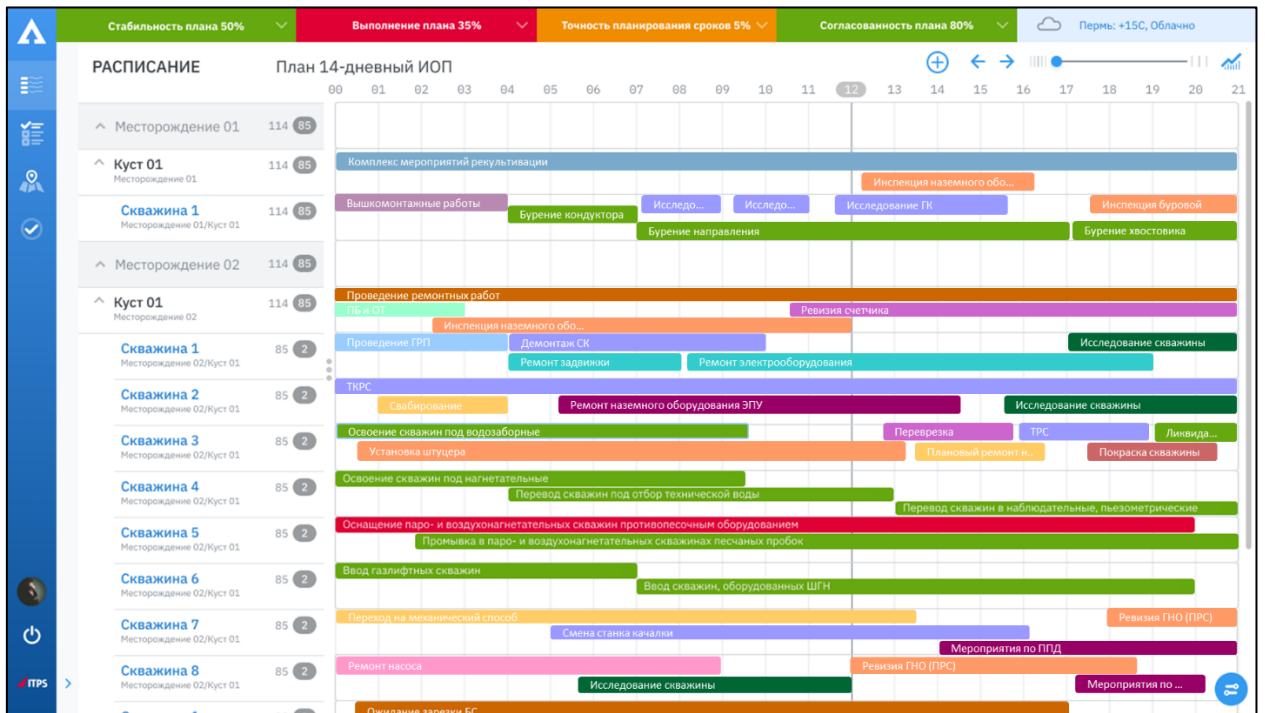 Стабильность плана 50%
Выполнение плана 35%
Точность планирования сроков 5%
Согласованность плана 80%
Пермь: +15С, Облачно
РАСПИСАНИЕ
План 14-дневный ИОП
00 01 02 03 04 05 06 07 08 09 10 11 12 13 14 15 16 17 18 19 20 21
Месторождение 01 114 85
Куст 01 114 85
Месторождение 01
Комплекс мероприятий рекультивации
Инспекция наземного обо...
Скважина 1 114 85
Месторождение 01/Куст 01
Вышкомонтажные работы
Исследо...
Исследо...
Исследование ГК
Инспекция буровой
Бурение кондуктора
Бурение направления
Бурение хвостовика
Месторождение 02 114 85
Куст 01 114 85
Месторождение 02
Проведение ремонтных работ
ПБ и ОТ
Ревизия счетчика
Инспекция наземного обо...
Скважина 1 85 2
Месторождение 02/Куст 01
Проведение ГРП
Демонтаж СК
Исследование скважины
Ремонт задвижки
Ремонт электрооборудования
Скважина 2 85 2
Месторождение 02/Куст 01
ТКРС
Свабирование
Ремонт наземного оборудования ЭПУ
Исследование скважины
Скважина 3 85 2
Месторождение 02/Куст 01
Освоение скважин под водозаборные
Переврезка
ТРС
Ликвида...
Установка штуцера
Плановый ремонт н..
Покраска скважины
Скважина 4 85 2
Месторождение 02/Куст 01
Освоение скважин под нагнетательные
Перевод скважин под отбор технической воды
Перевод скважин в наблюдательные, пьезометрические
Скважина 5 85 2
Месторождение 02/Куст 01
Оснащение паро- и воздухонагнетательных скважин противопесочным оборудованием
Промывка в паро- и воздухонагнетательных скважинах песчаных пробок
Скважина 6 85 2
Месторождение 02/Куст 01
Ввод газлифтных скважин
Ввод скважин, оборудованных ШГН
Скважина 7 85 2
Месторождение 02/Куст 01
Переход на механический способ
Ревизия ГНО (ПРС)
Смена станка качалки
Мероприятия по ППД
Скважина 8 85 2
Месторождение 02/Куст 01
Ремонт насоса
Ревизия ГНО (ПРС)
Исследование скважины
Мероприятия по ...
Ожидание зарезки БС
ITPS